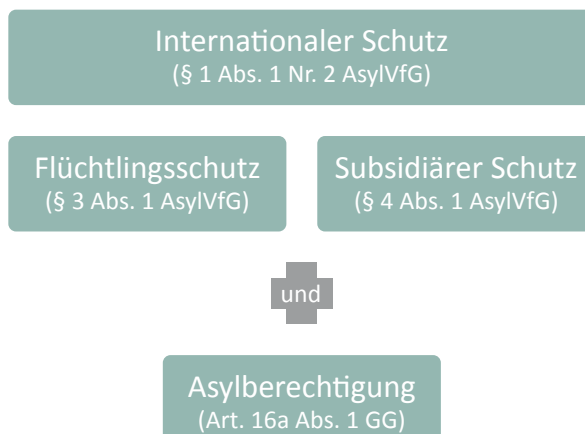 Internationaler Schutz
(§ 1 Abs. 1 Nr. 2 AsylVfG)
Flüchtlingsschutz
(§ 3 Abs. 1 AsylVfG)
Subsidiärer Schutz
(§ 4 Abs. 1 AsylVfG)
und
Asylberechtigung
(Art. 16a Abs. 1 GG)